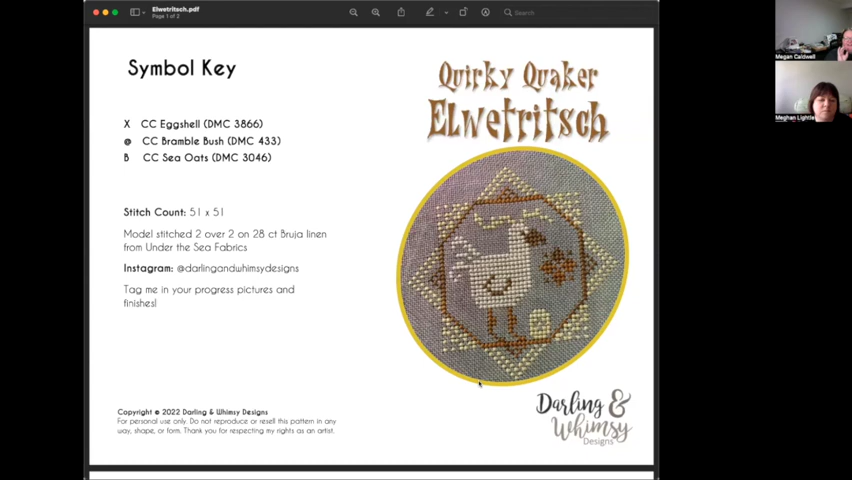 Elwetritsch.pdf
Page 1 of 2
Search
Symbol Key
X CC Eggshell (DMC 3866)
@ CC Bramble Bush (DMC 433)
B CC Sea Oats (DMC 3046)
Stitch Count: 51 x 51
Model stitched 2 over 2 on 28 ct Bruja linen
from Under the Sea Fabrics
Instagram: @darlingandwhimsydesigns
Tag me in your progress pictures and
finishes!
Copyright © 2022 Darling & Whimsy Designs
For personal use only. Do not reproduce or resell this pattern in any
way, shape, or form. Thank you for respecting my rights as an artist.
Quirky Quaker
Elwetritsch
Darling &
Whimsy
Designs
Megan Caldwell
Meghan Lightle